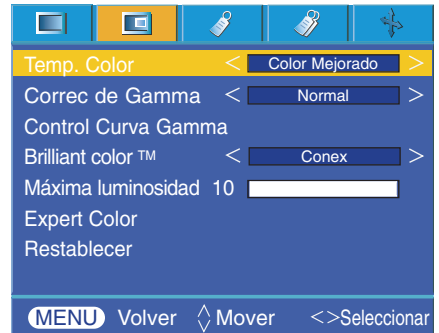 Temp. Color < Color Mejorado >
Correc de Gamma < Normal >
Control Curva Gamma
Brilliant color TM < Conex >
Máxima luminosidad 10
Expert Color
Restablecer
MENU Volver Mover <>Seleccionar